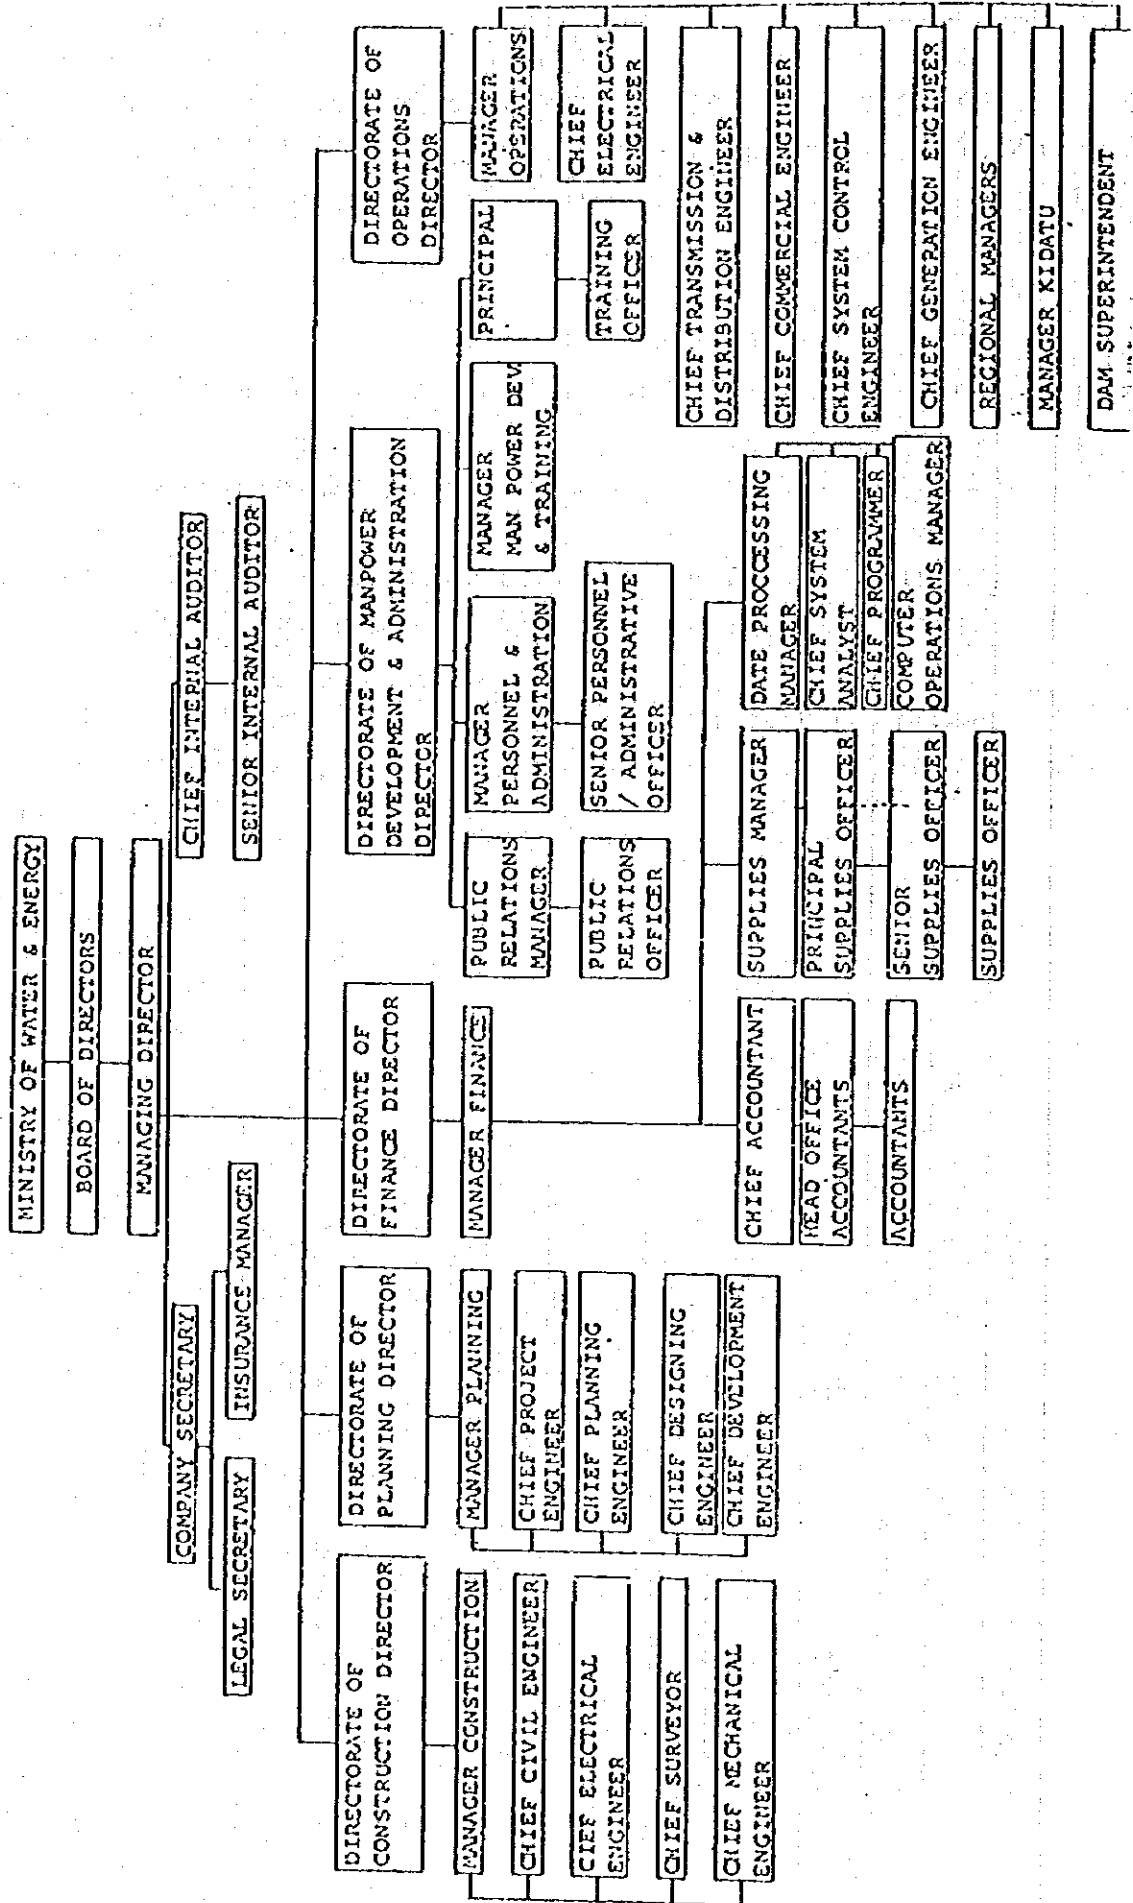 MINISTRY OF WATER & ENERGY
BOARD OF DIRECTORS
MANAGING DIRECTOR
COMPANY SECRETARY
LEGAL SECRETARY
INSURANCE MANAGER
CHIEF INTERNAL AUDITOR
SENIOR INTERNAL AUDITOR
DIRECTORATE OF
CONSTRUCTION DIRECTOR
MANAGER CONSTRUCTION
CHIEF CIVIL ENGINEER
CIEF ELECTRICAL
ENGINEER
CHIEF SURVEYOR
CHIEF MECHANICAL
ENGINEER
DIRECTORATE OF
PLANNING DIRECTOR
MANAGER PLANNING
CHIEF PROJECT
ENGINEER
CHIEF PLANNING
ENGINEER
CHIEF DESIGNING
ENGINEER
CHIEF DEVELOPMENT
ENGINEER
DIRECTORATE OF
FINANCE DIRECTOR
MANAGER FINANCE
CHIEF ACCOUNTANT
HEAD OFFICE
ACCOUNTANTS
ACCOUNTANTS
SUPPLIES MANAGER
PRINCIPAL
SUPPLIES OFFICER
SENIOR
SUPPLIES OFFICER
SUPPLIES OFFICER
DATE PROCCESSING
MANAGER
CHIEF SYSTEM
ANALYST
CHIEF PROGRAMMER
COMPUTER
OPERATIONS MANAGER
DIRECTORATE OF MANPOWER
DEVELOPMENT & ADMINISTRATION
DIRECTOR
PUBLIC
RELATIONS
MANAGER
PUBLIC
RELATIONS
OFFICER
MANAGER
PERSONNEL &
ADMINISTRATION
SENIOR PERSONNEL
/ ADMINISTRATIVE
OFFICER
MANAGER
MAN POWER DEV
& TRAINING
PRINCIPAL
TRAINING
OFFICER
DIRECTORATE OF
OPERATIONS
DIRECTOR
MANAGER
OPERATIONS
CHIEF
ELECTRICAL
ENGINEER
CHIEF TRANSMISSION &
DISTRIBUTION ENGINEER
CHIEF COMMERCIAL ENGINEER
CHIEF SYSTEM CONTROL
ENGINEER
CHIEF GENERATION ENGINEER
REGIONAL MANAGERS
MANAGER KIDATU
DAM SUPERINTENDENT